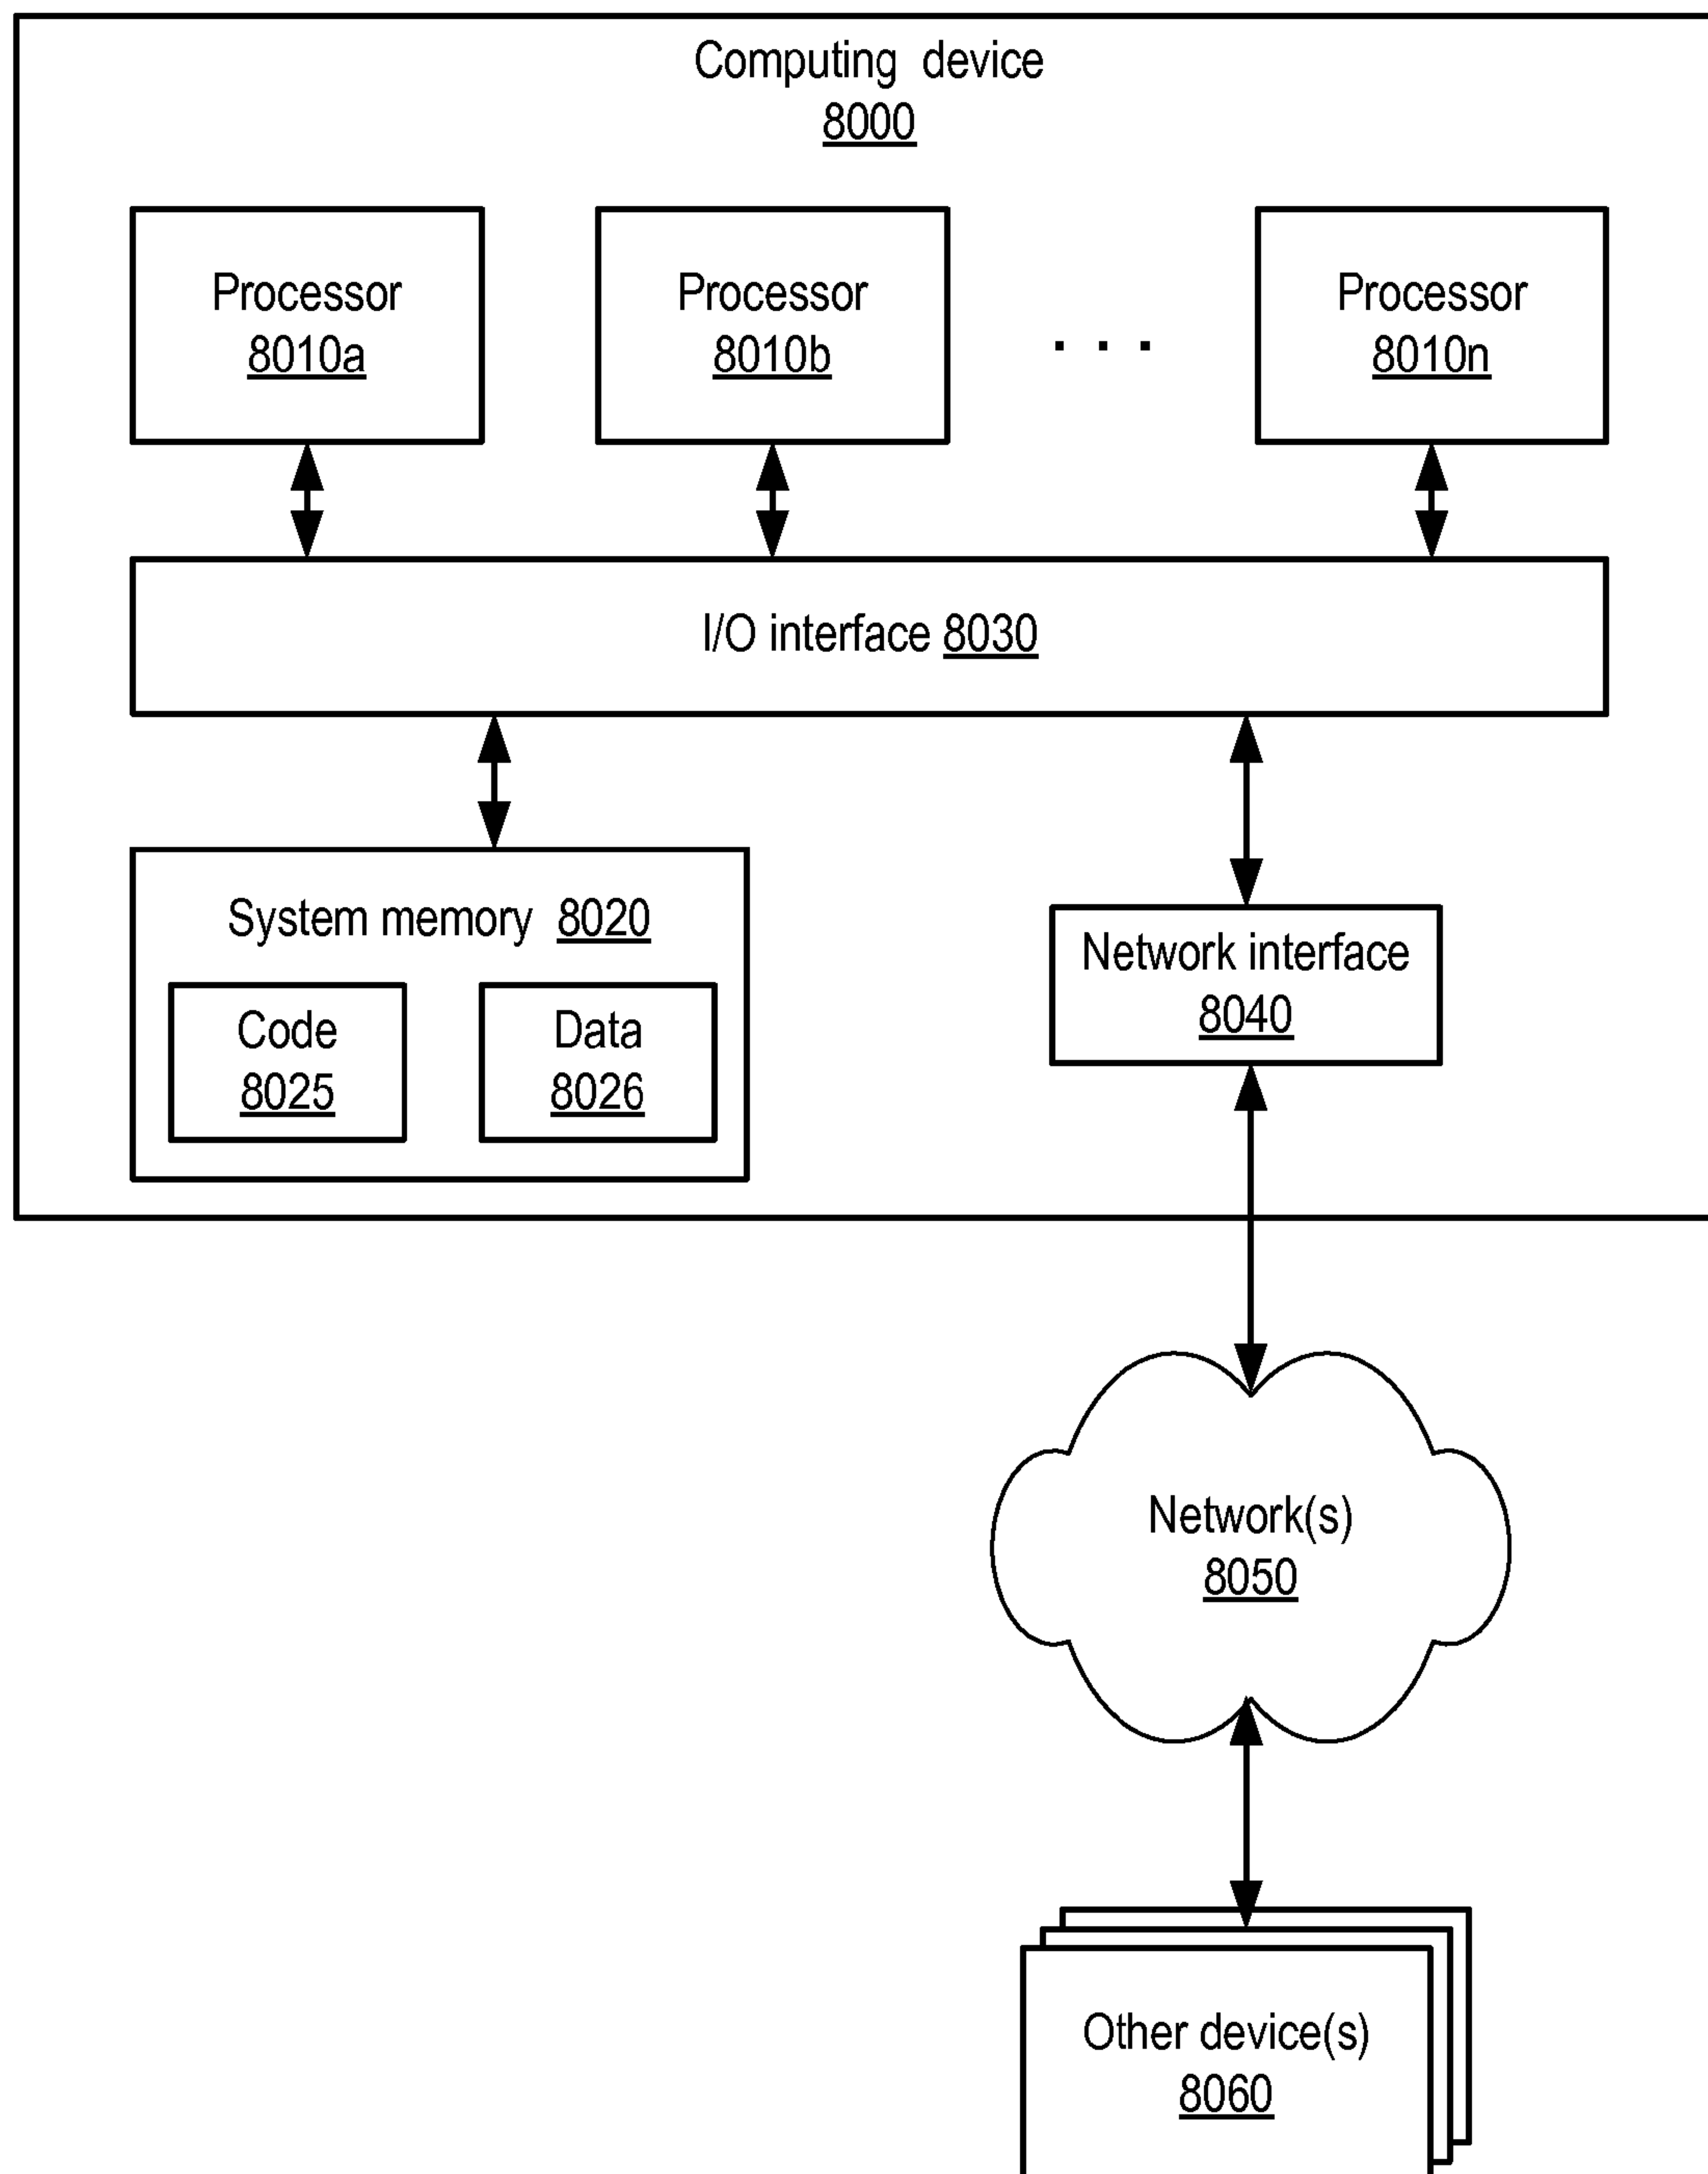 Computing device
8000
Processor
8010a
Processor
8010b
. . .
Processor
8010n
I/O interface 8030
System memory 8020
Code
8025
Data
8026
Network interface
8040
Network(s)
8050
Other device(s)
8060